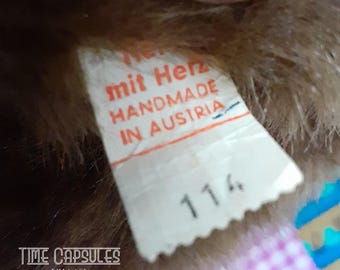 mit Herz
HANDMADE
IN AUSTRIA
114
TIME CAPSULES